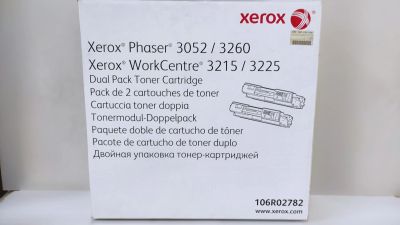 xerox
Xerox® Phaser® 3052 / 3260
Xerox® WorkCentre® 3215 / 3225
Dual Pack Toner Cartridge
Pack de 2 cartouches de toner
Cartuccia toner doppia
Tonermodul-Doppelpack
Paquete doble de cartucho de tóner
Pacote de cartucho de toner duplo
Двойная упаковка тонер-картриджей
106R02782
www.xerox.com